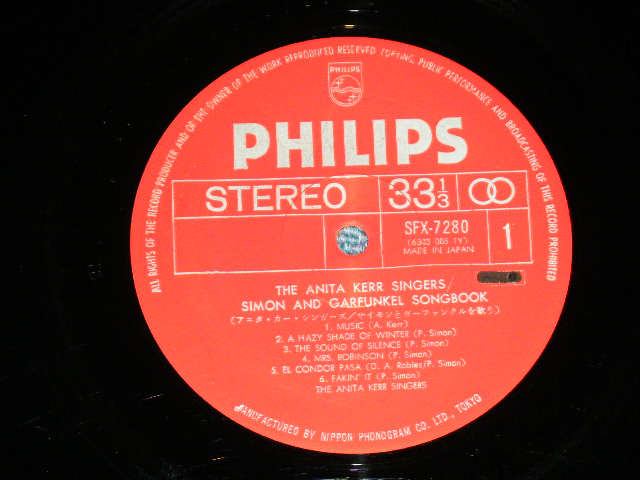 ALL RIGHTS OF THE RECORD PRODUCER AND OF THE OWNER OF THE WORK REPRODUCED RESERVED. COPYING, PUBLIC PERFORMANCE AND BROADCASTING OF THIS RECORD PROHIBITED
PHILIPS
PHILIPS
STEREO 33 1/3
SFX-7280 1
(6303 005 TY)
MADE IN JAPAN
THE ANITA KERR SINGERS/
SIMON AND GARFUNKEL SONGBOOK
(アニタ・カー・シンガーズ/サイモンとガーファンクルを歌う)
1. MUSIC (A. Kerr)
2. A HAZY SHADE OF WINTER (P. Simon)
3. THE SOUND OF SILENCE (P. Simon)
4. MRS. ROBINSON (P. Simon)
5. EL CONDOR PASA (D. A. Robles/P. Simon)
6. FAKIN' IT (P. Simon)
THE ANITA KERR SINGERS
MANUFACTURED BY NIPPON PHONOGRAM CO. LTD., TOKYO